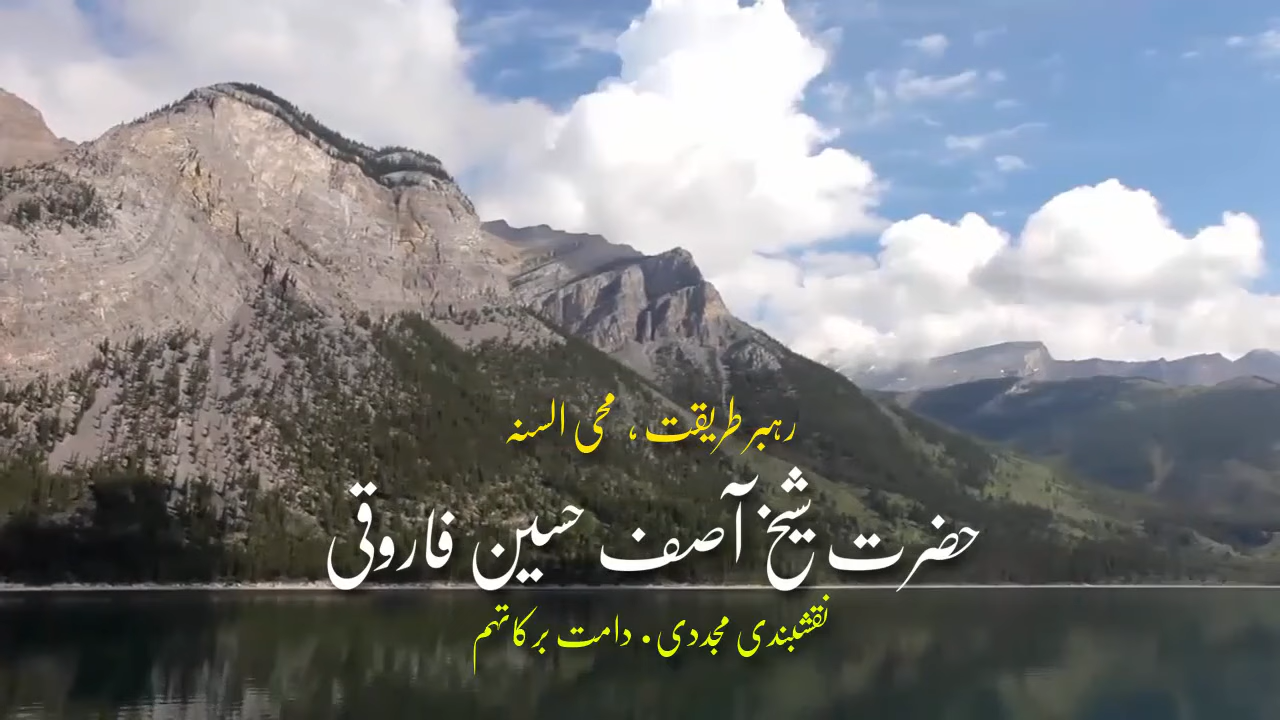 رہبر طریقت، محی السنہ
حضرت شیخ آصف حسین فاروقی
نقشبندی مجددی . دامت برکاتہم